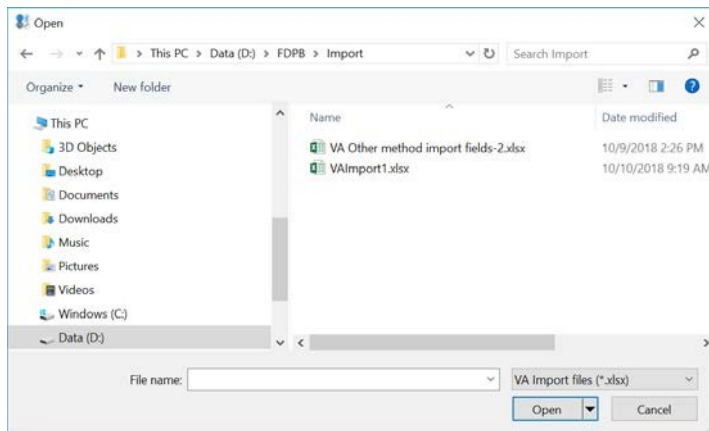 Open
This PC > Data (D:) > FDPB > Import
Search Import
Organize
New folder
Name
Date modified
This PC
3D Objects
Desktop
Documents
Downloads
Music
Pictures
Videos
Windows (C:)
Data (D:)
VA Other method import fields-2.xlsx
10/9/2018 2:26 PM
VAImport1.xlsx
10/10/2018 9:19 AM
File name:
VA Import files (*.xlsx)
Open
Cancel